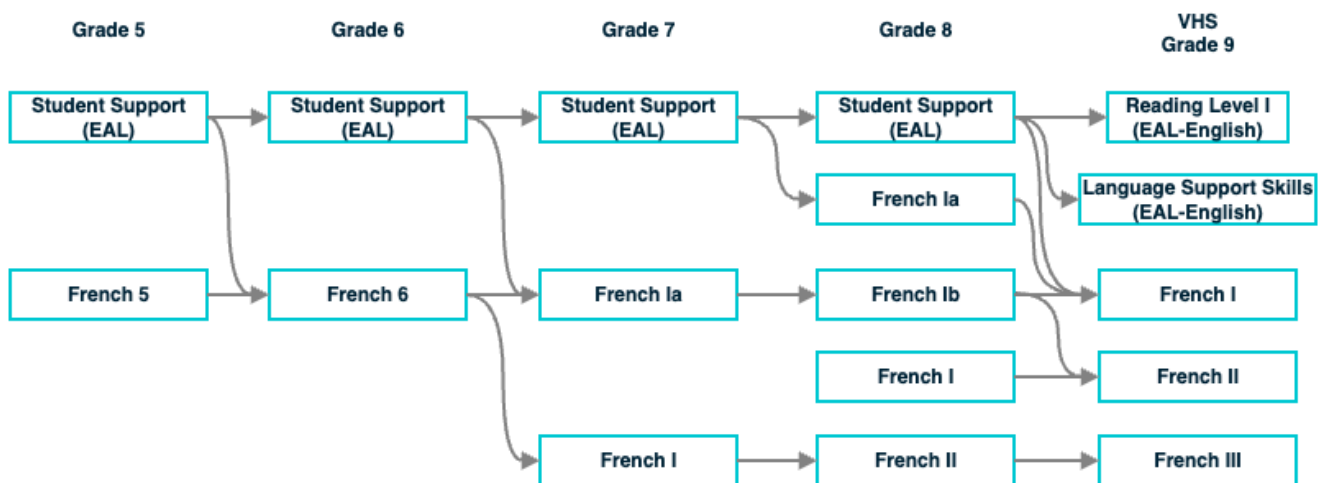 Grade 5
Grade 6
Grade 7
Grade 8
VHS
Grade 9
Student Support
(EAL)
Student Support
(EAL)
Student Support
(EAL)
Student Support
(EAL)
Reading Level I
(EAL-English)
French Ia
Language Support Skills
(EAL-English)
French 5
French 6
French Ia
French Ib
French I
French I
French II
French I
French II
French III